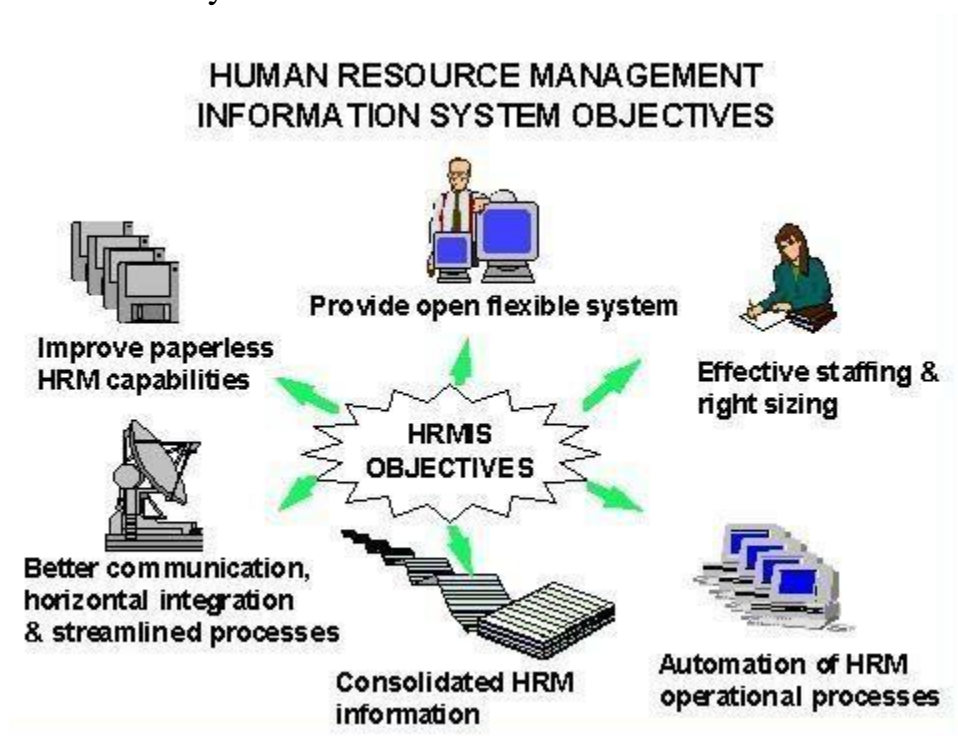 HUMAN RESOURCE MANAGEMENT
INFORMATION SYSTEM OBJECTIVES
Provide open flexible system
Improve paperless
HRM capabilities
Effective staffing &
right sizing
HRMIS
OBJECTIVES
Better communication,
horizontal integration
& streamlined processes
Consolidated HRM
information
Automation of HRM
operational processes